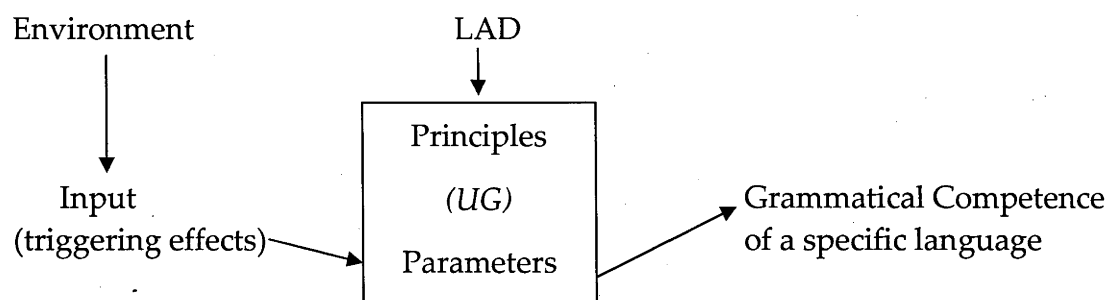 Environment
LAD
Principles
(UG)
Parameters
Input
(triggering effects)
Grammatical Competence
of a specific language